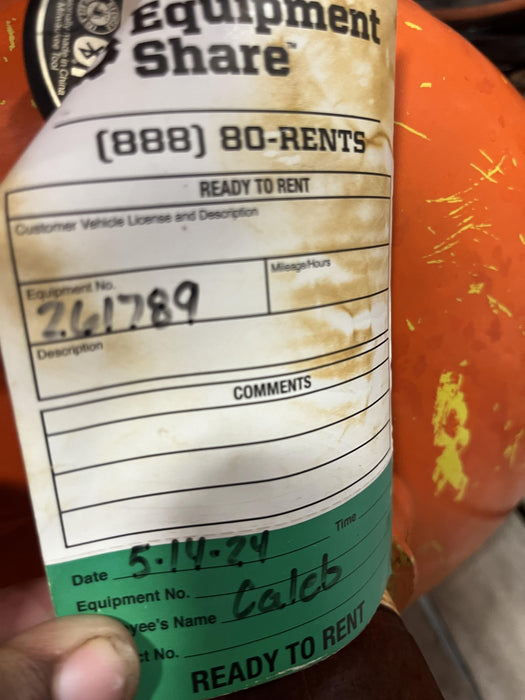 Equipment
Share™
(888) 80-RENTS
READY TO RENT
Customer Vehicle License and Description
Equipment No.
Mileage/Hours
261789
Description
COMMENTS
Date 5-14-24 Time
Equipment No.
yee's Name Caleb
ct No.
READY TO RENT